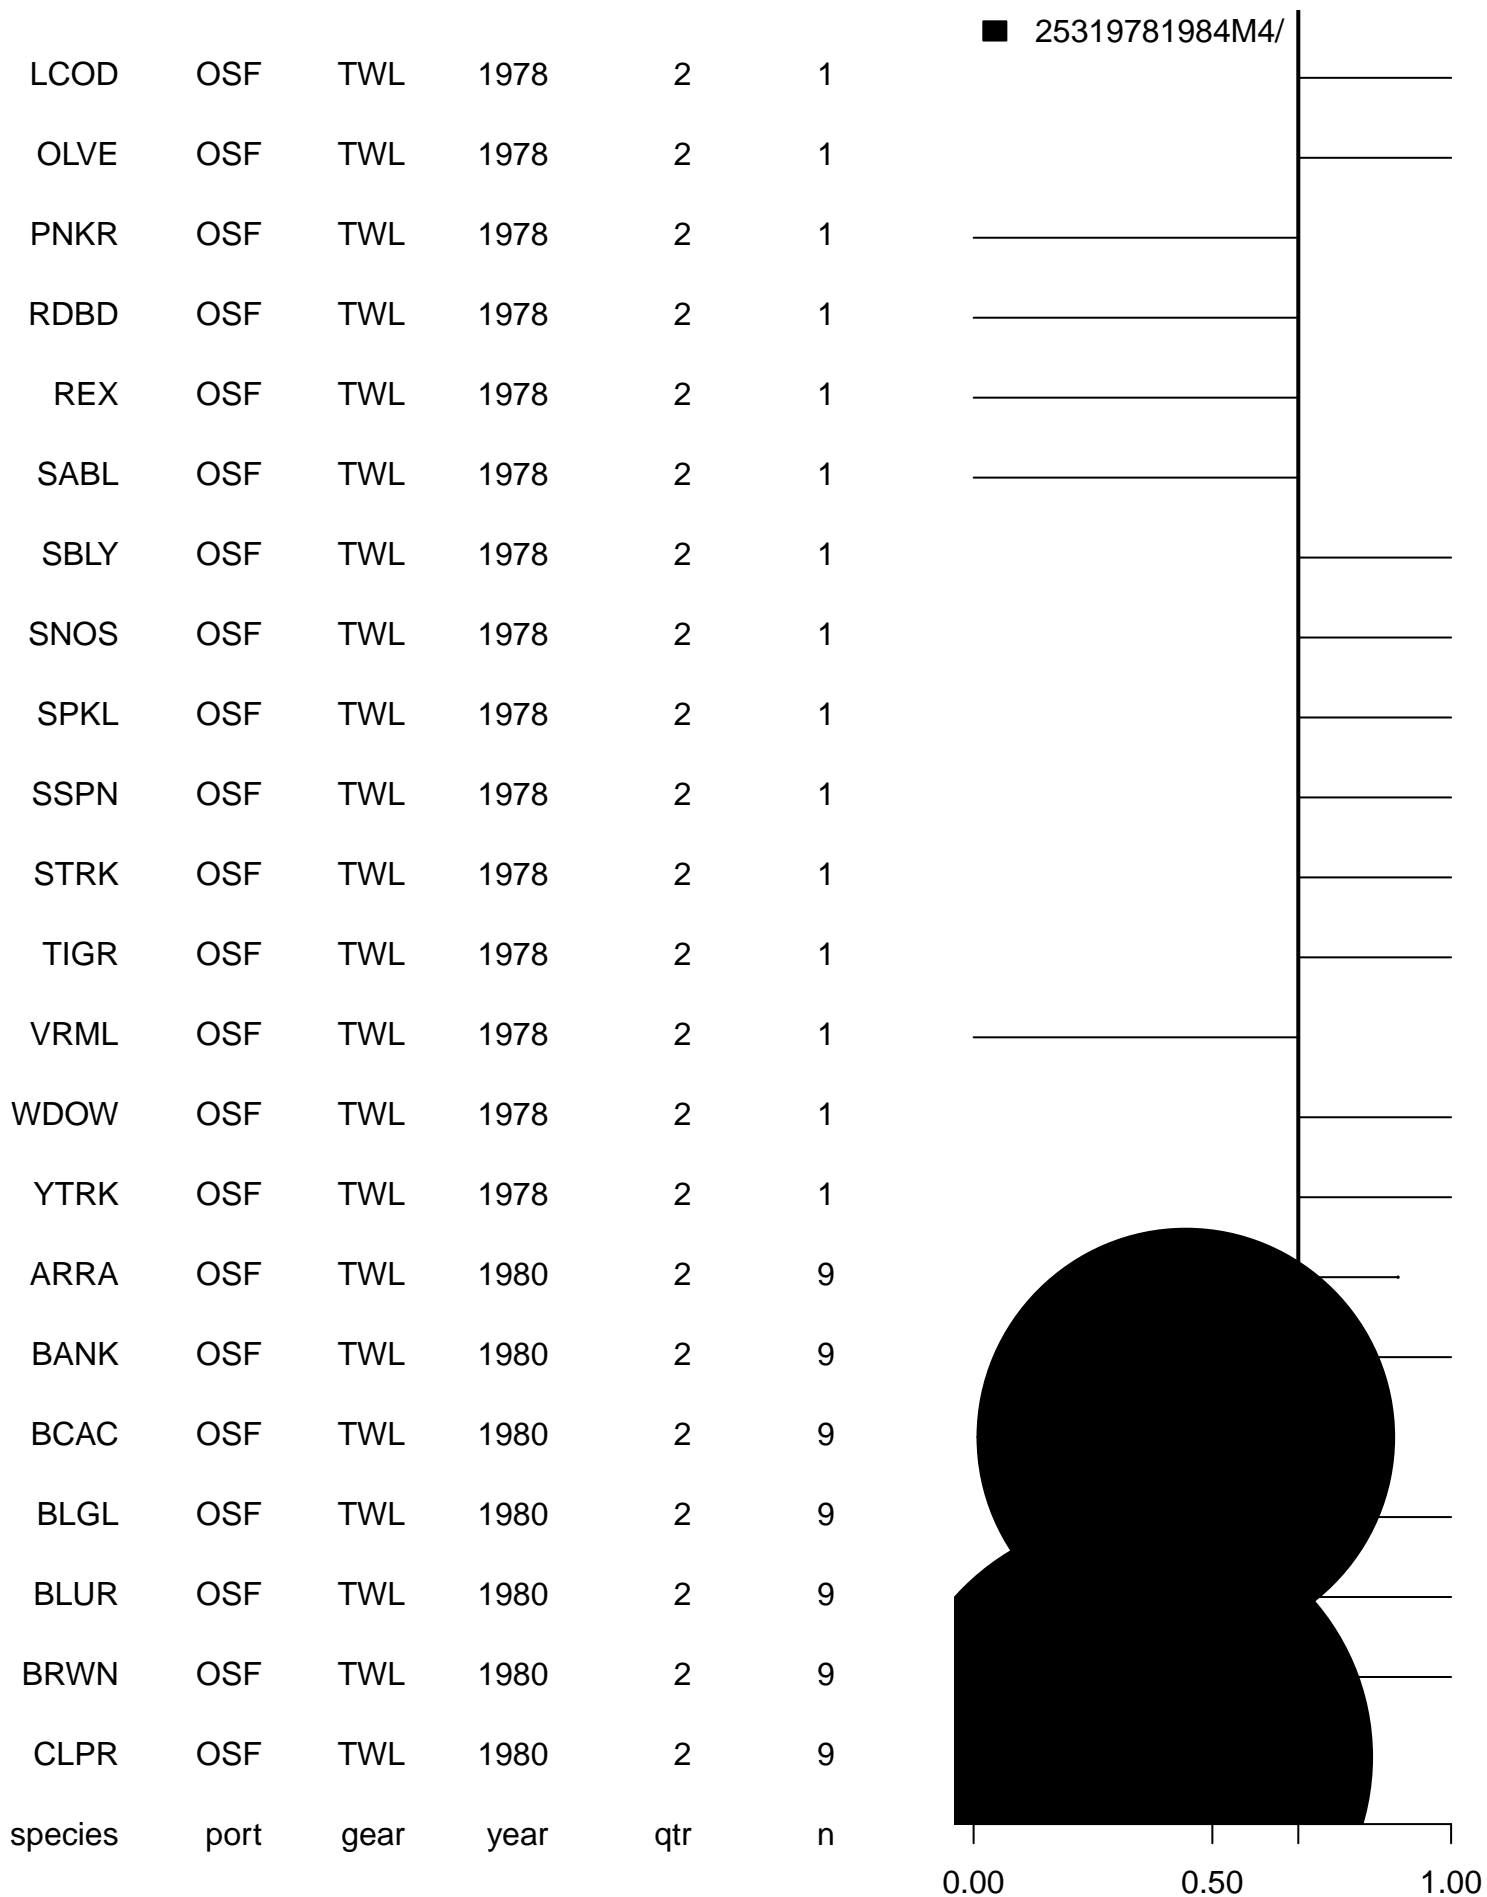 25319781984M4/
LCOD OSF TWL 1978 2 1
OLVE OSF TWL 1978 2 1
PNKR OSF TWL 1978 2 1
RDBD OSF TWL 1978 2 1
REX OSF TWL 1978 2 1
SABL OSF TWL 1978 2 1
SBLY OSF TWL 1978 2 1
SNOS OSF TWL 1978 2 1
SPKL OSF TWL 1978 2 1
SSPN OSF TWL 1978 2 1
STRK OSF TWL 1978 2 1
TIGR OSF TWL 1978 2 1
VRML OSF TWL 1978 2 1
WDOW OSF TWL 1978 2 1
YTRK OSF TWL 1978 2 1
ARRA OSF TWL 1980 2 9
BANK OSF TWL 1980 2 9
BCAC OSF TWL 1980 2 9
BLGL OSF TWL 1980 2 9
BLUR OSF TWL 1980 2 9
BRWN OSF TWL 1980 2 9
CLPR OSF TWL 1980 2 9
species port gear year qtr n
0.00 0.50 1.00